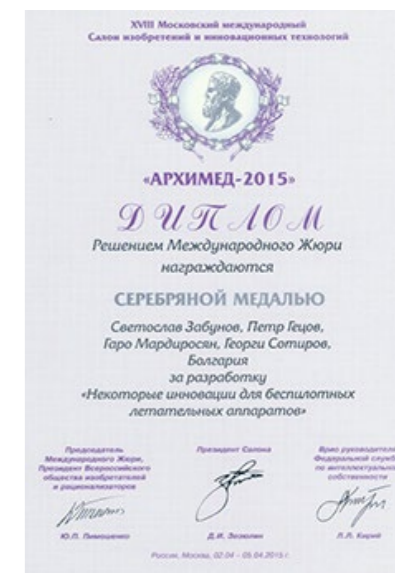 XVIII Московский международный
Салон изобретений и инновационных технологий
«АРХИМЕД-2015»
ДИПЛОМ
Решением Международного Жюри
награждаются
СЕРЕБРЯНОЙ МЕДАЛЬЮ
Светослав Забунов, Петр Гецов,
Гаро Мардиросян, Георги Сотиров,
Болгария
за разработку
«Некоторые инновации для беспилотных
летательных аппаратов»
Председатель
Международного Жюри,
Президент Всероссийского
общества изобретателей
и рационализаторов
Ю.П. Пимошенко
Президент Салона
Д.И. Зезюлин
Врио руководителя
Федеральной служб
по интеллектуально
собственности
Л.Л. Кирий
Россия, Москва, 02.04 - 05.04.2015 г.